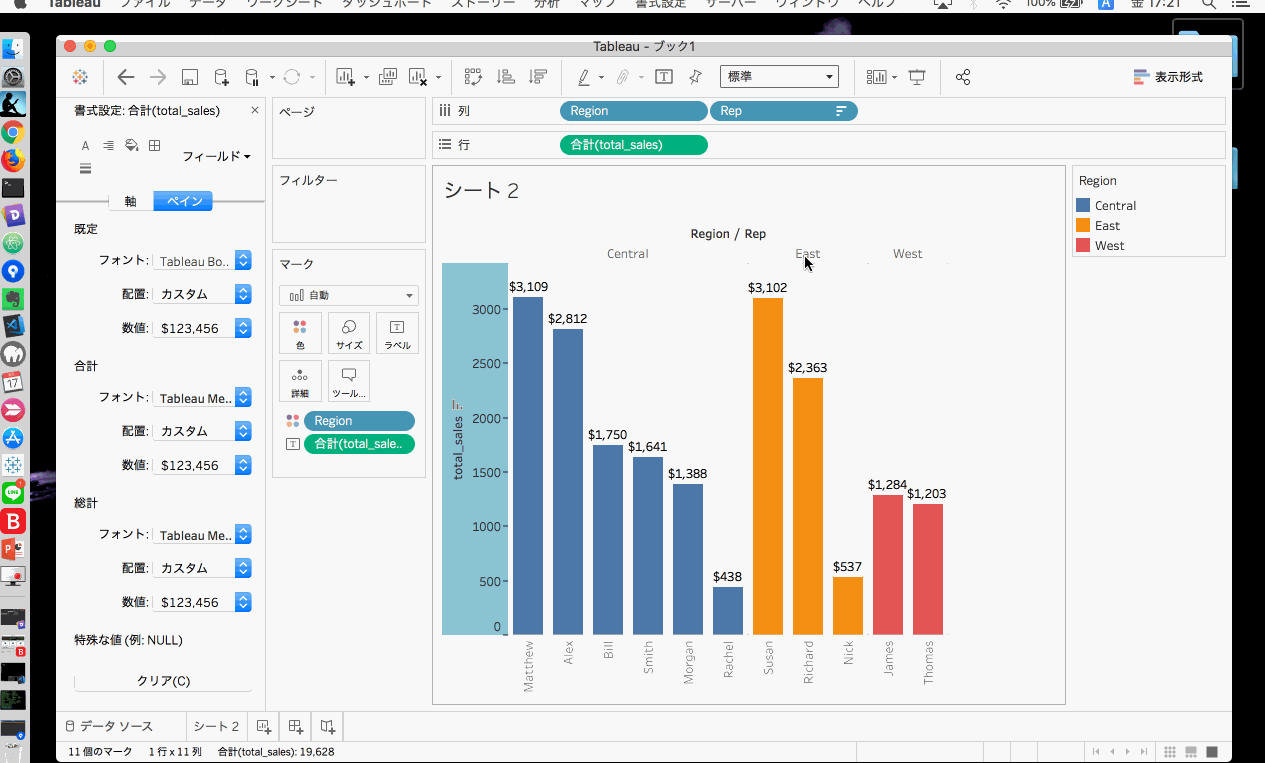 Tableau ファイル データ ワークシート ダッシュボード ストーリー 分析 マップ 書式設定 サーバー ウィンドウ ヘルプ 100% A 金 17:21
Tableau - ブック1
標準
表示形式
書式設定: 合計(total_sales) ×
フィールド
軸 ペイン
既定
フォント: Tableau Bo..
配置: カスタム
数値: $123,456
合計
フォント: Tableau Me..
配置: カスタム
数値: $123,456
総計
フォント: Tableau Me..
配置: カスタム
数値: $123,456
特殊な値 (例: NULL)
クリア(C)
ページ
フィルター
マーク
自動
色 サイズ ラベル
詳細 ツール...
Region
合計(total_sale..
列 Region Rep
行 合計(total_sales)
シート 2
Region / Rep
Central East West
total_sales
3000
2500
2000
1500
1000
500
0
$3,109
$2,812
$1,750
$1,641
$1,388
$438
$3,102
$2,363
$537
$1,284
$1,203
Matthew
Alex
Bill
Smith
Morgan
Rachel
Susan
Richard
Nick
James
Thomas
Region
Central
East
West
データ ソース シート 2
11 個のマーク 1 行 x 11 列 合計(total_sales): 19,628
17
LINE
B